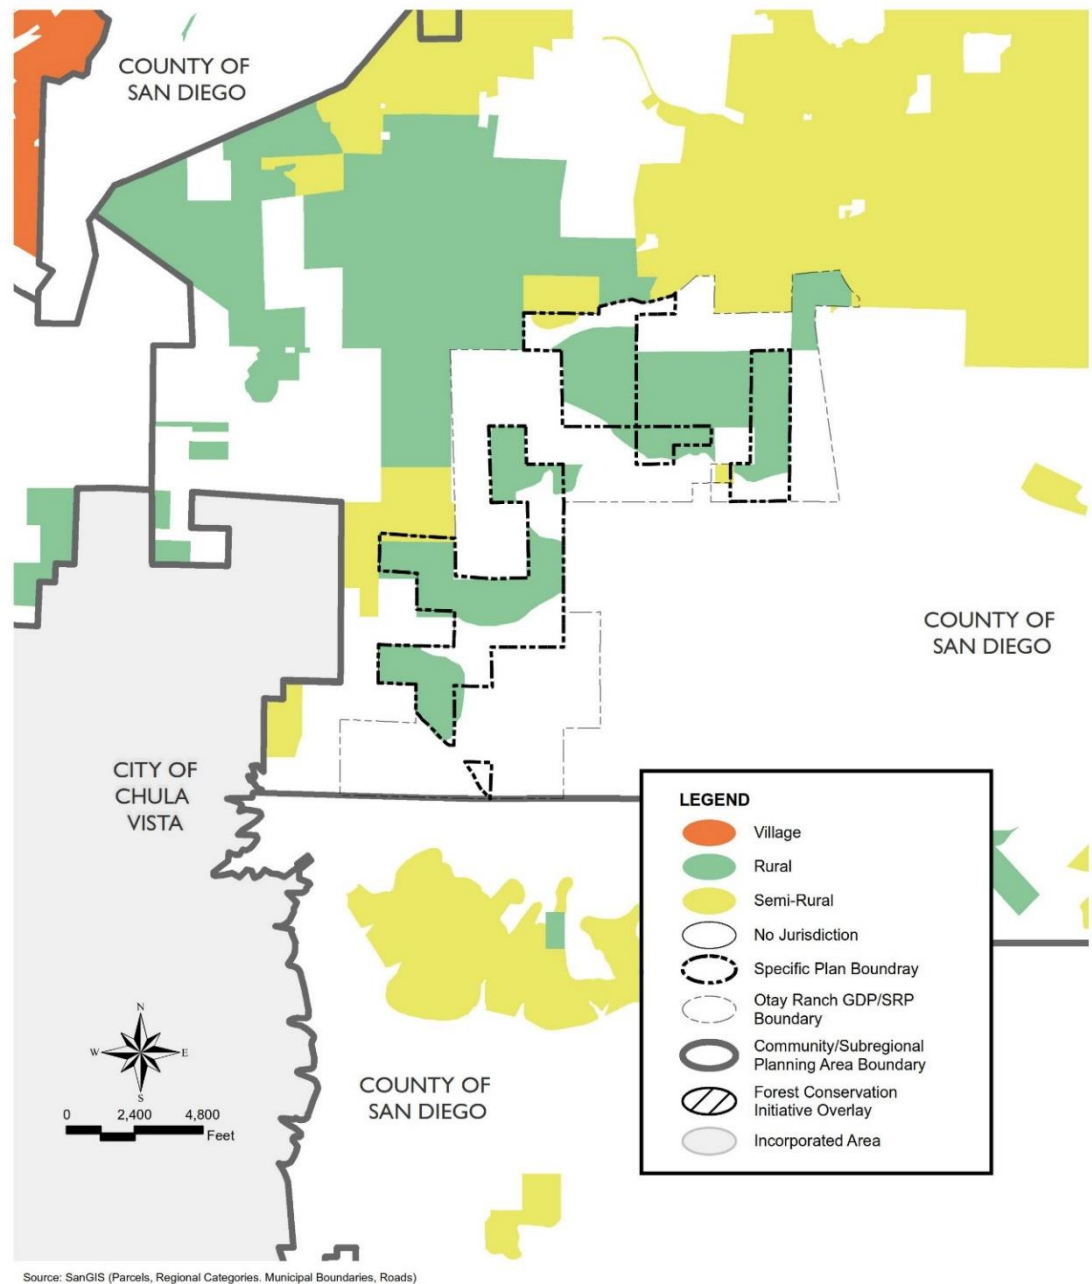 COUNTY OF
SAN DIEGO
COUNTY OF
SAN DIEGO
CITY OF
CHULA
VISTA
LEGEND
Village
Rural
Semi-Rural
No Jurisdiction
Specific Plan Boundray
Otay Ranch GDP/SRP
Boundary
Community/Subregional
Planning Area Boundary
Forest Conservation
Initiative Overlay
Incorporated Area
N
W
E
S
0 2,400 4,800
Feet
COUNTY OF
SAN DIEGO
Source: SanGIS (Parcels, Regional Categories. Municipal Boundaries, Roads)